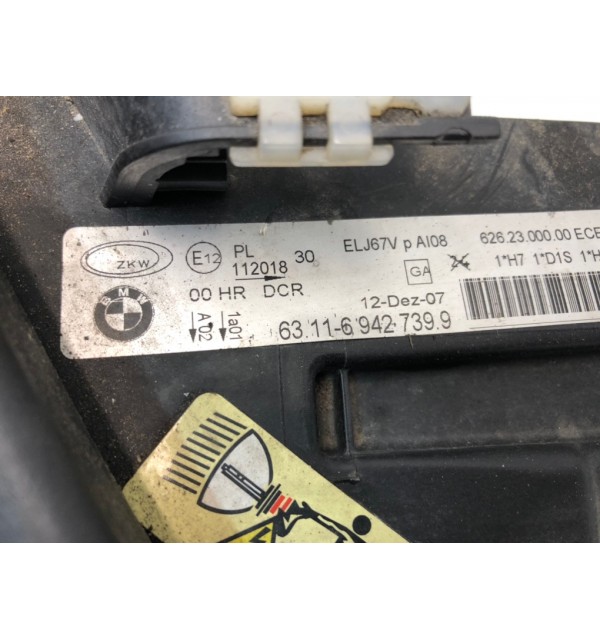 ZKW
BMW
E12
PL 30
112018
00 HR DCR
A 02
1a01
ELJ67V p AI08
626.23.000.00 ECE
GA
1*H7 1*D1S 1*H
12-Dez-07
63.11-6 942 739.9